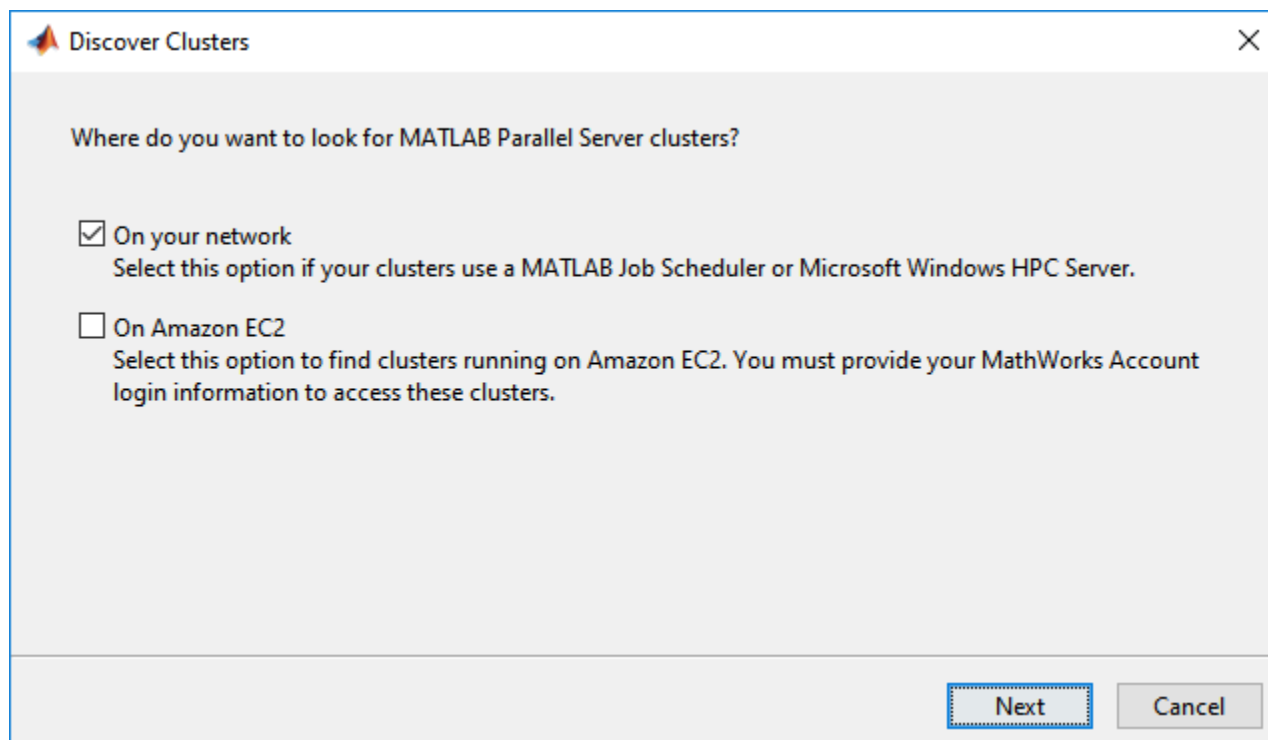 Discover Clusters
Where do you want to look for MATLAB Parallel Server clusters?
On your network
Select this option if your clusters use a MATLAB Job Scheduler or Microsoft Windows HPC Server.
On Amazon EC2
Select this option to find clusters running on Amazon EC2. You must provide your MathWorks Account
login information to access these clusters.
Next Cancel